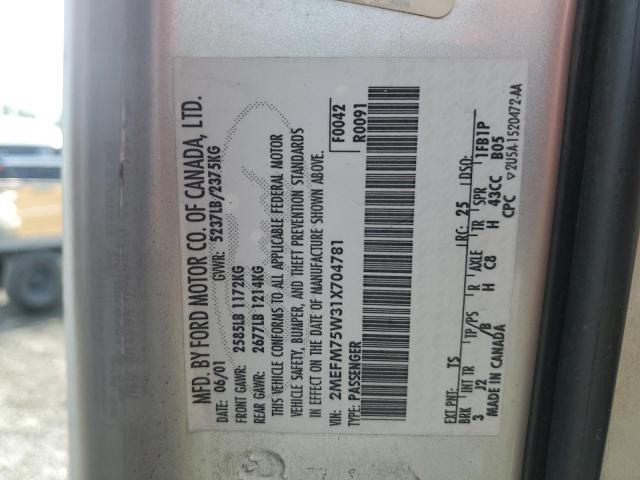 MFD. BY FORD MOTOR CO. OF CANADA, LTD.
DATE: 06/01 GVWR: 5237LB/2375KG
FRONT GAWR: 2585LB 1172KG
REAR GAWR: 2677LB 1214KG
THIS VEHICLE CONFORMS TO ALL APPLICABLE FEDERAL MOTOR
VEHICLE SAFETY, BUMPER, AND THEFT PREVENTION STANDARDS
IN EFFECT ON THE DATE OF MANUFACTURE SHOWN ABOVE.
VIN: 2MEFM75W31X704781 F0042
TYPE: PASSENGER R0091
EXT PNT: TS RC: 25 DSO:
BRK INT TR TP/PS R AXLE TR SPR 1FB1P
3 J2 /B H C8 H 43CC B05
MADE IN CANADA CPC ▽2U5A-1520472-AA